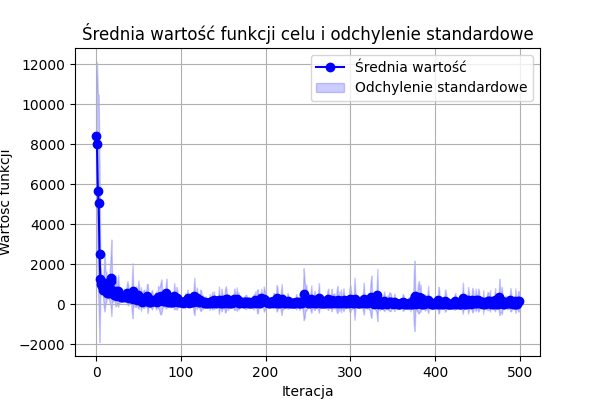 Średnia wartość funkcji celu i odchylenie standardowe
Średnia wartość
Odchylenie standardowe
12000
10000
8000
6000
4000
2000
0
−2000
Wartość funkcji
0 100 200 300 400 500
Iteracja